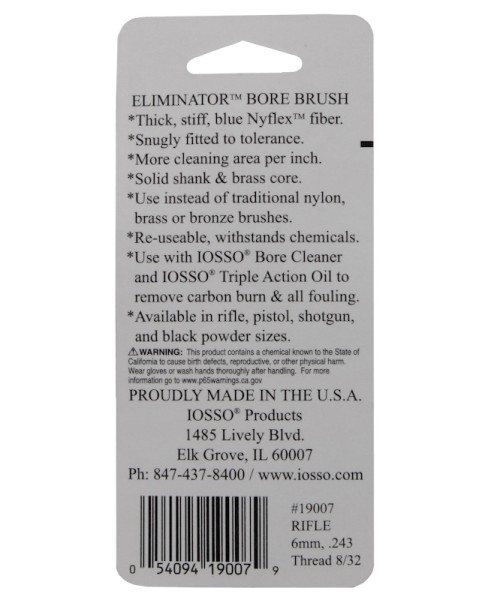 ELIMINATOR™ BORE BRUSH
*Thick, stiff, blue Nyflex™ fiber.
*Snugly fitted to tolerance.
*More cleaning area per inch.
*Solid shank & brass core.
*Use instead of traditional nylon,
brass or bronze brushes.
*Re-useable, withstands chemicals.
*Use with IOSSO® Bore Cleaner
and IOSSO® Triple Action Oil to
remove carbon burn & all fouling.
*Available in rifle, pistol, shotgun,
and black powder sizes.
⚠WARNING: This product contains a chemical known to the State of
California to cause birth defects, reproductive, or other physical harm.
Wear gloves or wash hands thoroughly after handling. For more
information go to www.p65warnings.ca.gov
PROUDLY MADE IN THE U.S.A.
IOSSO® Products
1485 Lively Blvd.
Elk Grove, IL 60007
Ph: 847-437-8400 / www.iosso.com
#19007
RIFLE
6mm, .243
Thread 8/32
0 54094 19007 9